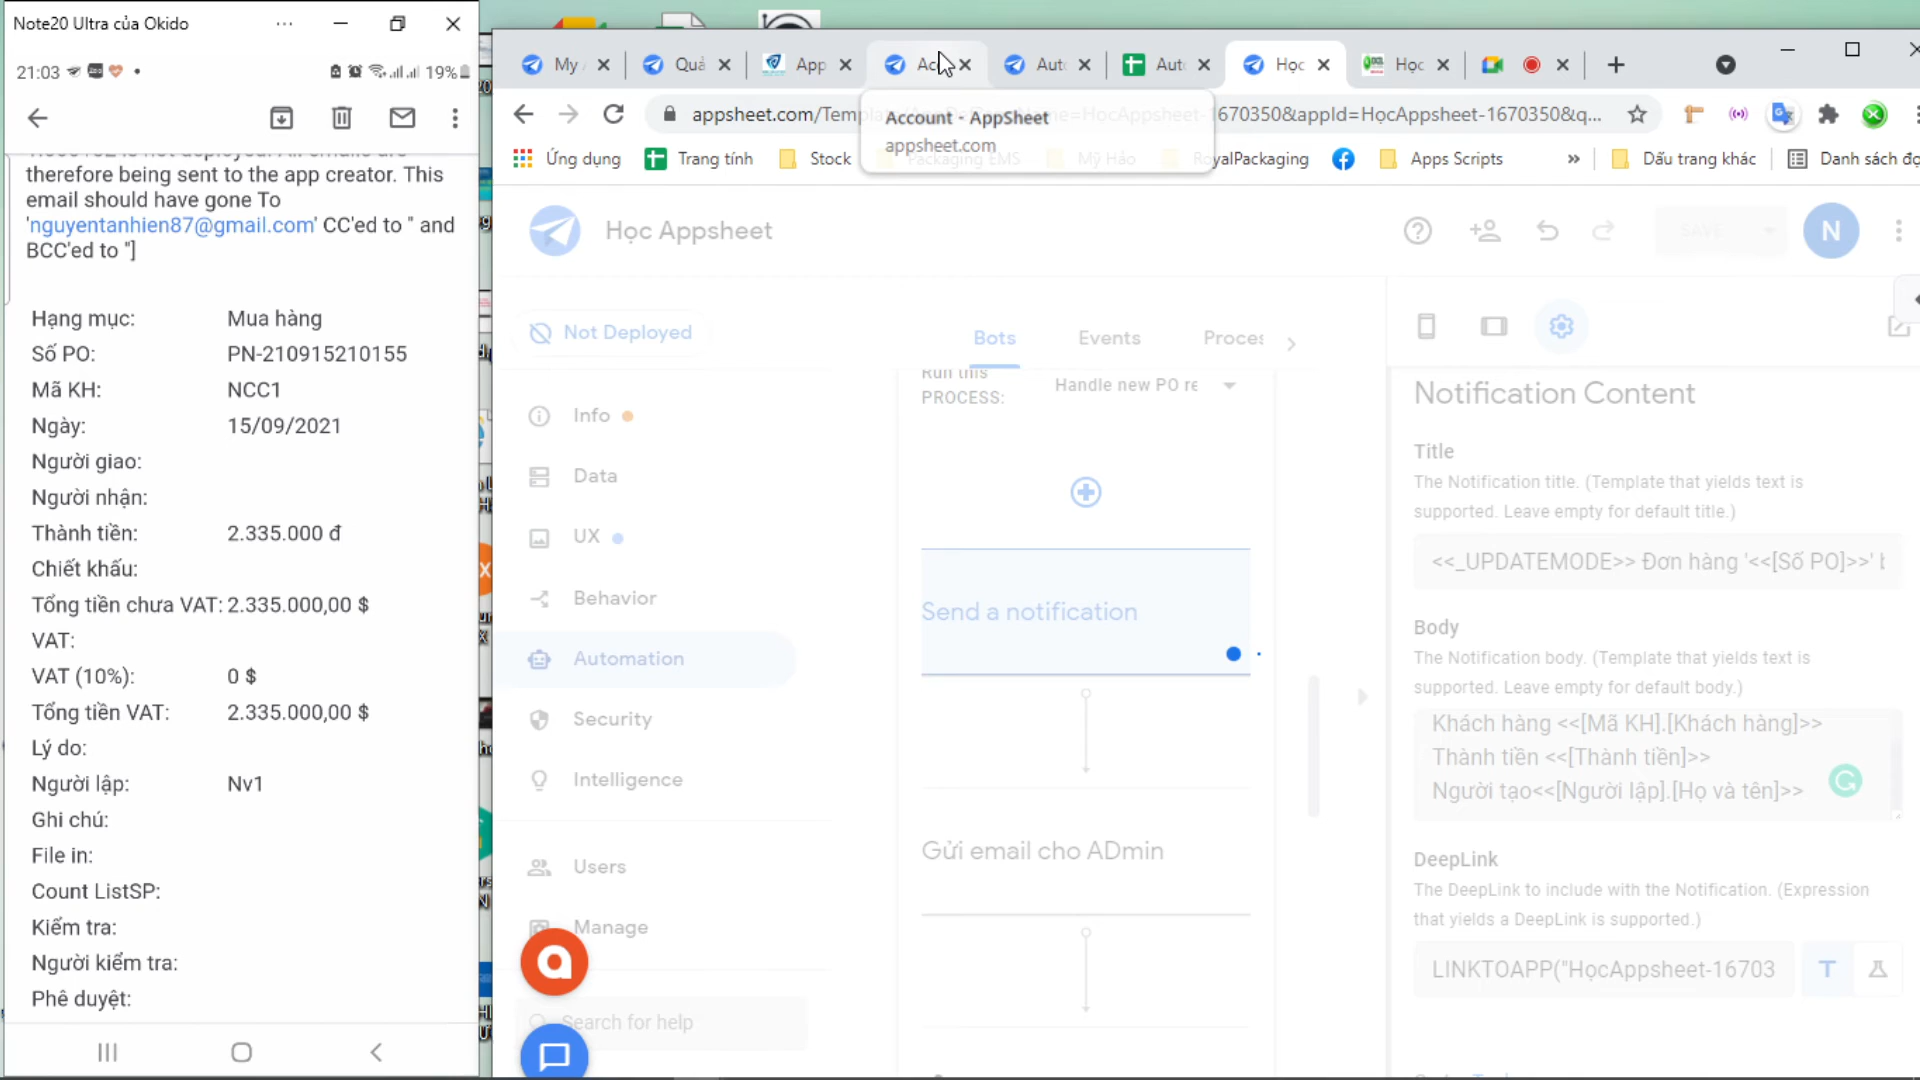 Note20 Ultra của Okido
21:03
19%
therefore being sent to the app creator. This
email should have gone To
'nguyentanhien87@gmail.com' CC'ed to '' and
BCC'ed to '']
Hạng mục: Mua hàng
Số PO: PN-210915210155
Mã KH: NCC1
Ngày: 15/09/2021
Người giao:
Người nhận:
Thành tiền: 2.335.000 đ
Chiết khấu:
Tổng tiền chưa VAT: 2.335.000,00 $
VAT:
VAT (10%): 0 $
Tổng tiền VAT: 2.335.000,00 $
Lý do:
Người lập: Nv1
Ghi chú:
File in:
Count ListSP:
Kiểm tra:
Người kiểm tra:
Phê duyệt:
My Quả App Ac Aut Aut Học Học
appsheet.com/Templ
1670350&appId=HọcAppsheet-1670350&q...
Account - AppSheet
appsheet.com
Ứng dụng Trang tính Stock Packaging EMS Mỹ Hảo RoyalPackaging Apps Scripts » Dấu trang khác Danh sách đọ
Học Appsheet
SAVE
N
Not Deployed
Info
Data
UX
Behavior
Automation
Security
Intelligence
Users
Manage
Search for help
Bots Events Proces
Run this
PROCESS:
Handle new PO re
Send a notification
Gửi email cho ADmin
Notification Content
Title
The Notification title. (Template that yields text is
supported. Leave empty for default title.)
<<_UPDATEMODE>> Đơn hàng '<<[Số PO]>>' b
Body
The Notification body. (Template that yields text is
supported. Leave empty for default body.)
Khách hàng <<[Mã KH].[Khách hàng]>>
Thành tiền <<[Thành tiền]>>
Người tạo<<[Người lập].[Họ và tên]>>
DeepLink
The DeepLink to include with the Notification. (Expression
that yields a DeepLink is supported.)
LINKTOAPP("HọcAppsheet-16703